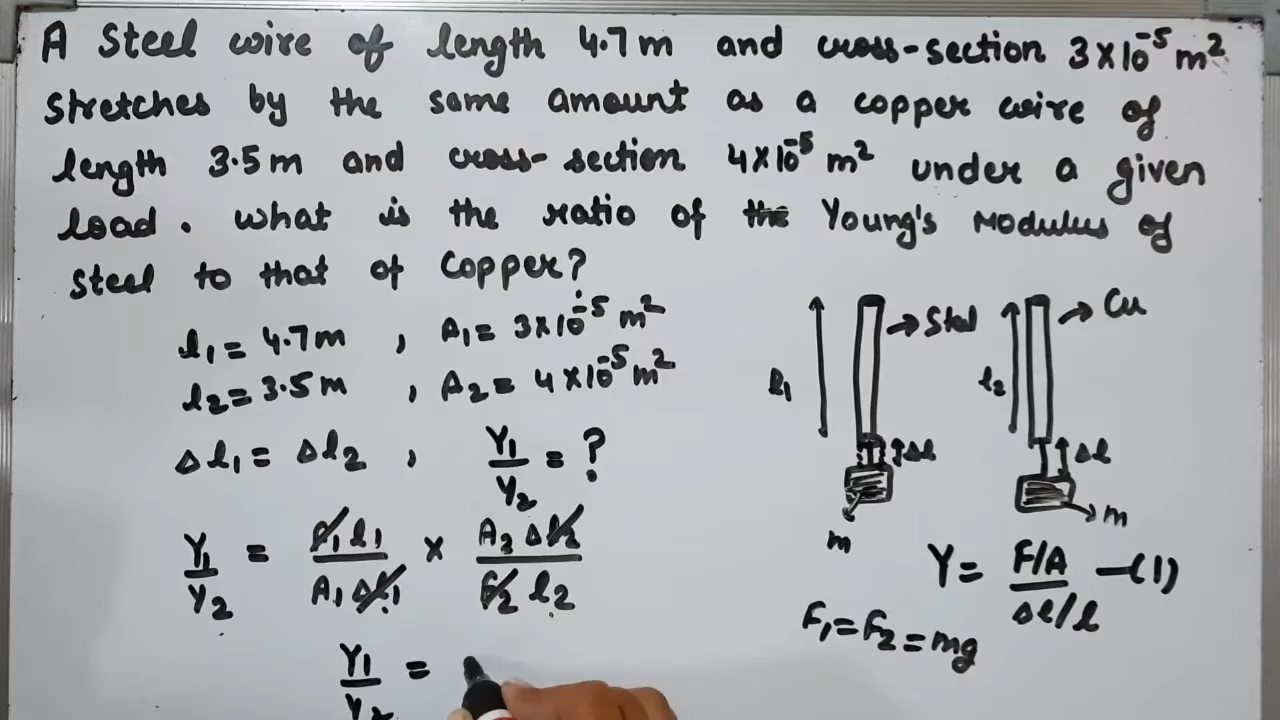 A Steel wire of length 4.7m and cross-section 3×10⁻⁵ m²
stretches by the same amount as a copper wire of
length 3.5m and cross-section 4×10⁻⁵ m² under a given
load. What is the ratio of the Young's Modulus of
Steel to that of Copper?
l₁ = 4.7m , A₁ = 3×10⁻⁵ m²
l₂ = 3.5m , A₂ = 4×10⁻⁵ m²
Δl₁ = Δl₂ , Y₁/Y₂ = ?
Y₁/Y₂ = F₁l₁/A₁Δl₁ × A₂Δl₂/F₂l₂
Y₁/Y₂ =
l₁
→ Steel
Δl
m
l₂
→ Cu
Δl
m
Y = F/A / Δl/l —(1)
F₁ = F₂ = mg